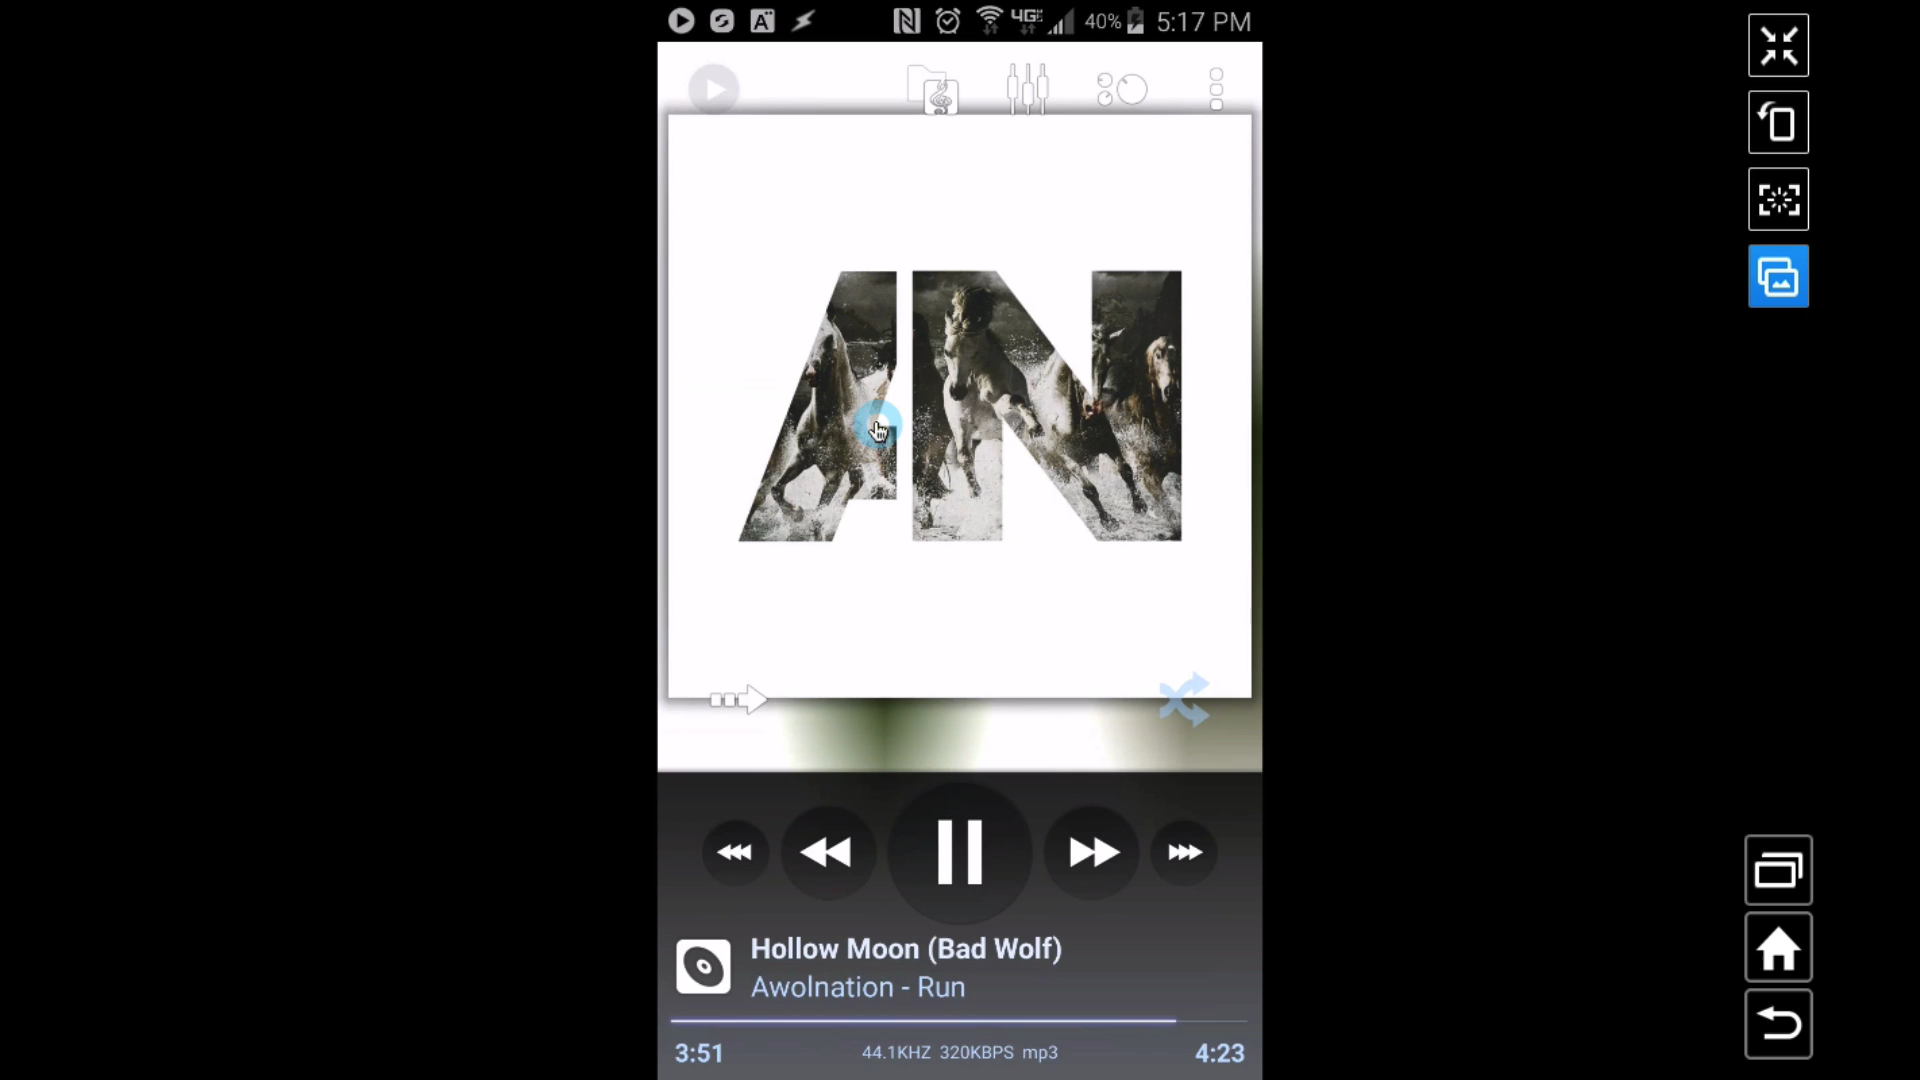 4G 40% 5:17 PM
AN
Hollow Moon (Bad Wolf)
Awolnation - Run
3:51 44.1KHZ 320KBPS mp3 4:23